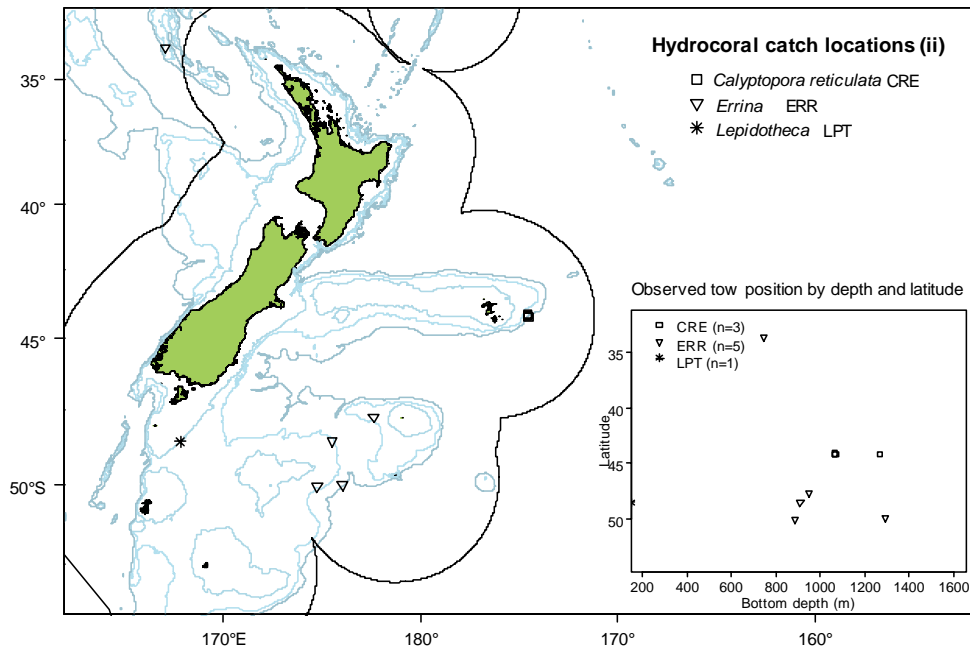 Hydrocoral catch locations (ii)
Calyptopora reticulata CRE
Errina ERR
Lepidotheca LPT
35°
40°
45°
50°S
170°E
180°
170°
160°
Observed tow position by depth and latitude
CRE (n=3)
ERR (n=5)
LPT (n=1)
Latitude
35
40
45
50
200 400 600 800 1000 1200 1400 1600
Bottom depth (m)